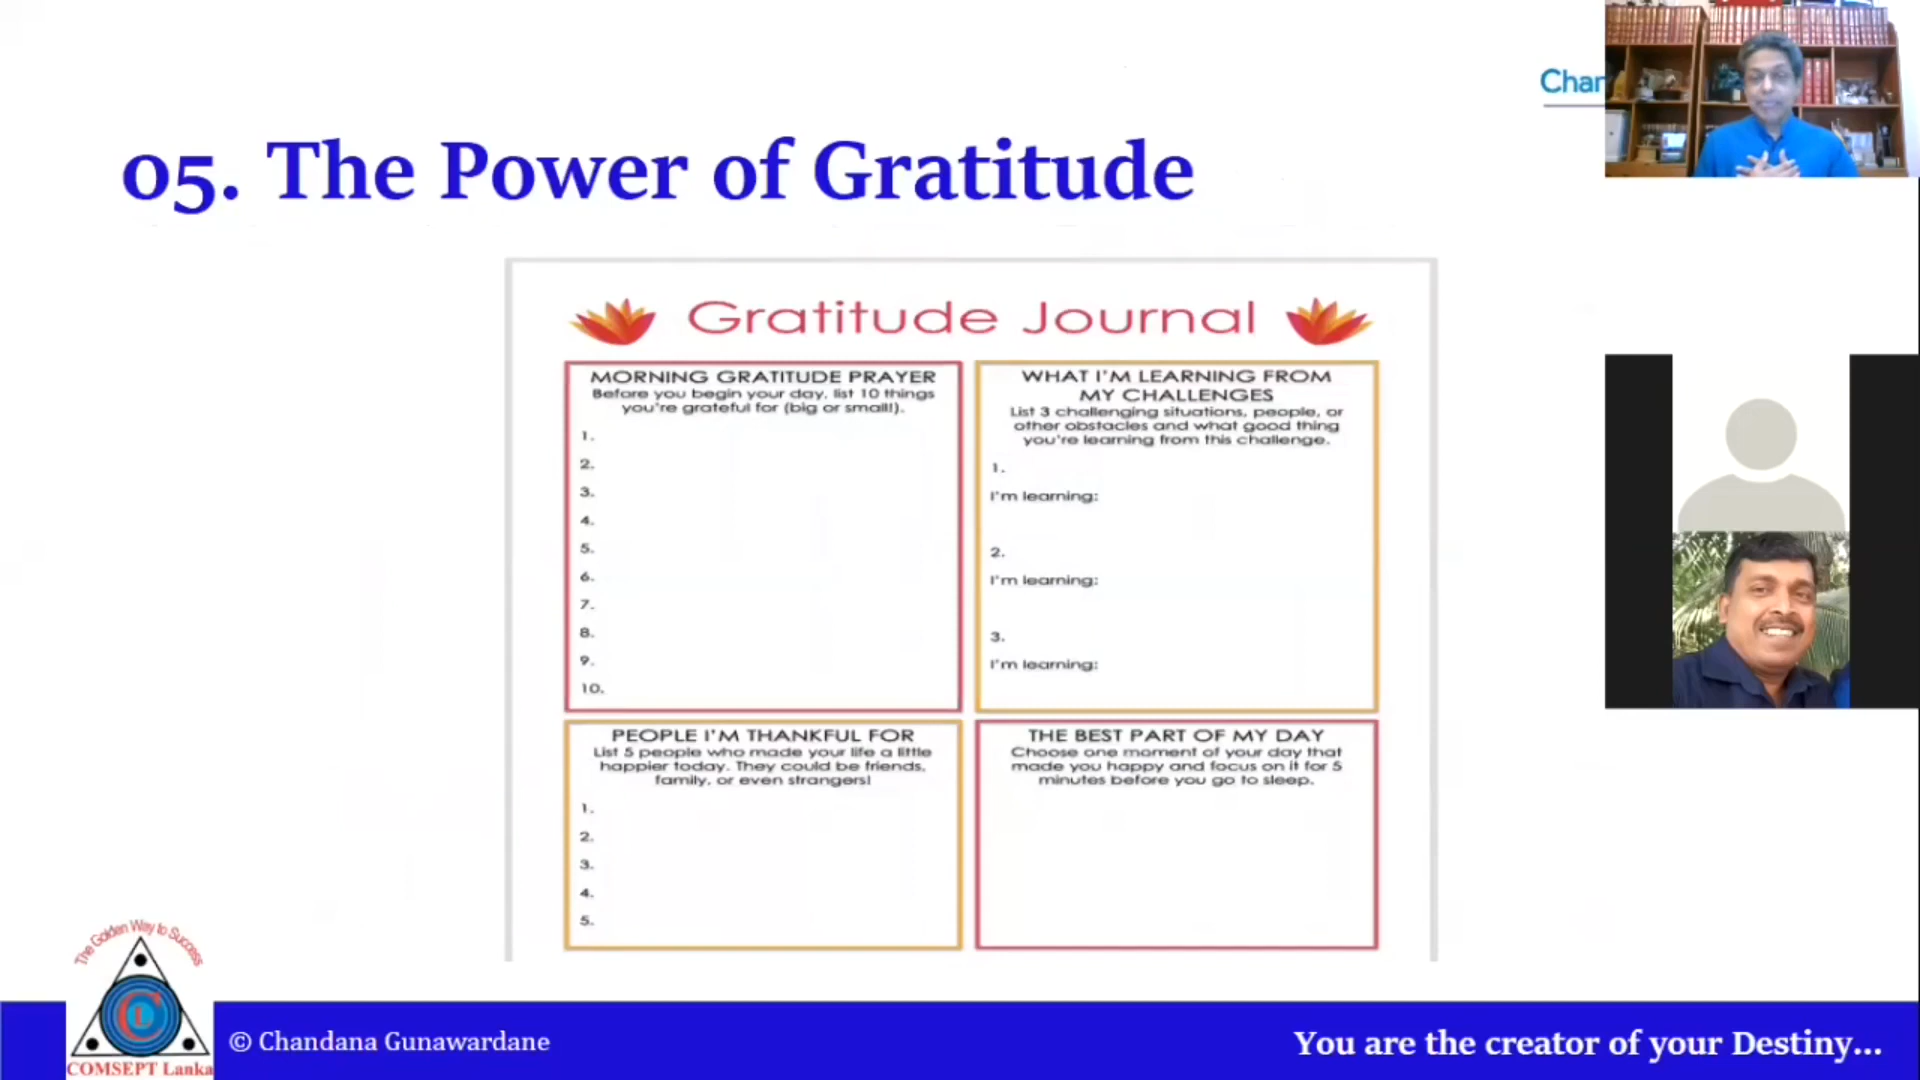 Chan
05. The Power of Gratitude
Gratitude Journal
MORNING GRATITUDE PRAYER
Before you begin your day, list 10 things
you're grateful for (big or small!).
1.
2.
3.
4.
5.
6.
7.
8.
9.
10.
WHAT I'M LEARNING FROM
MY CHALLENGES
List 3 challenging situations, people, or
other obstacles and what good thing
you're learning from this challenge.
1.
I'm learning:
2.
I'm learning:
3.
I'm learning:
PEOPLE I'M THANKFUL FOR
List 5 people who made your life a little
happier today. They could be friends,
family, or even strangers!
1.
2.
3.
4.
5.
THE BEST PART OF MY DAY
Choose one moment of your day that
made you happy and focus on it for 5
minutes before you go to sleep.
The Golden Way to Success
CL
COMSEPT Lanka
© Chandana Gunawardane
You are the creator of your Destiny...